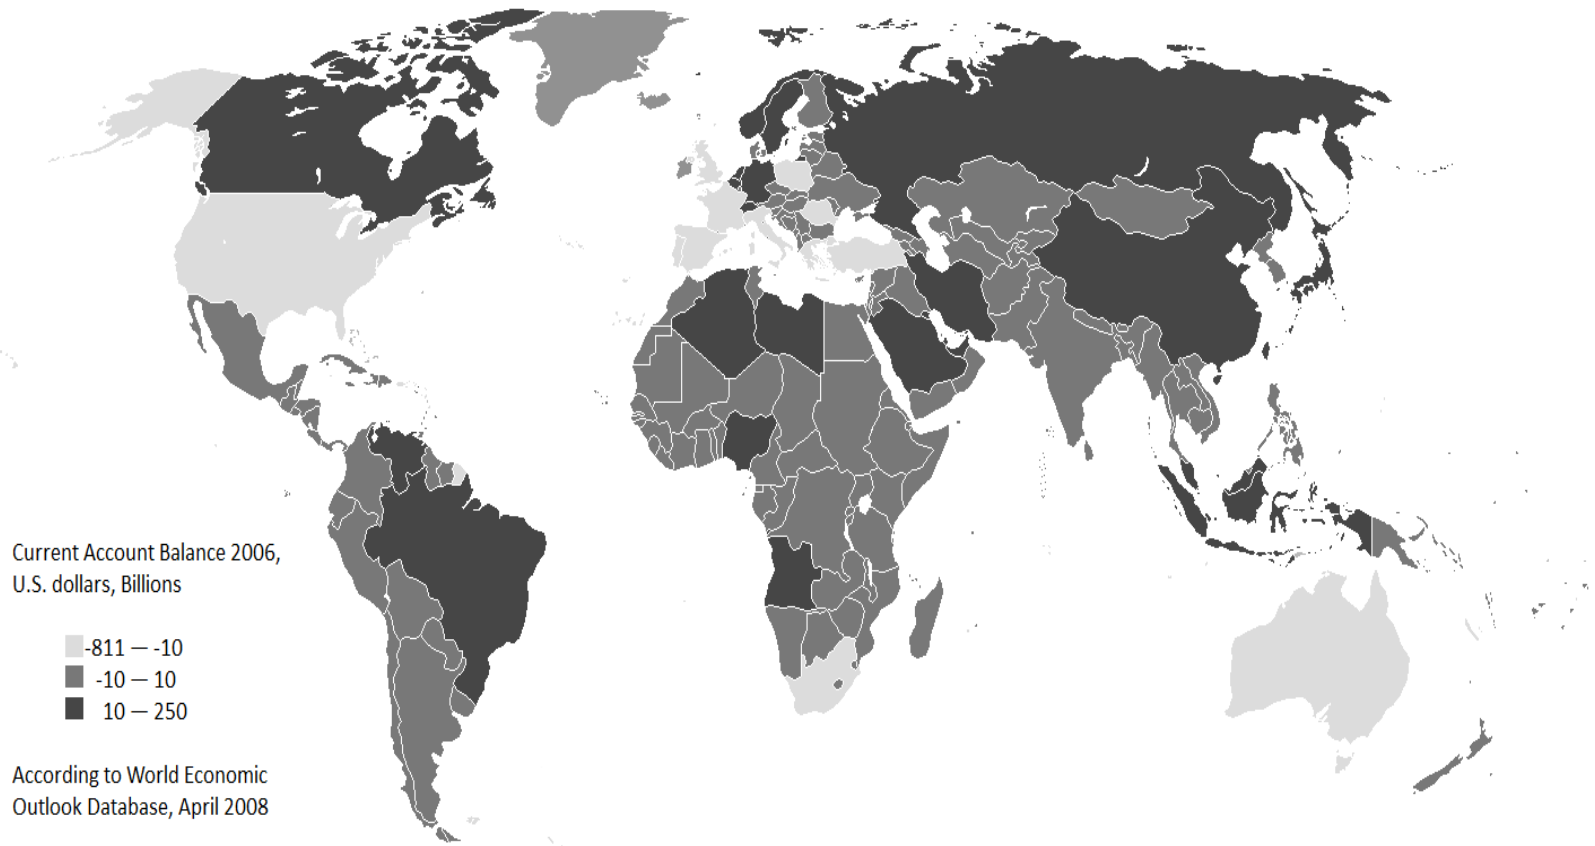 Current Account Balance 2006,
U.S. dollars, Billions
-811 — -10
-10 — 10
10 — 250
According to World Economic
Outlook Database, April 2008